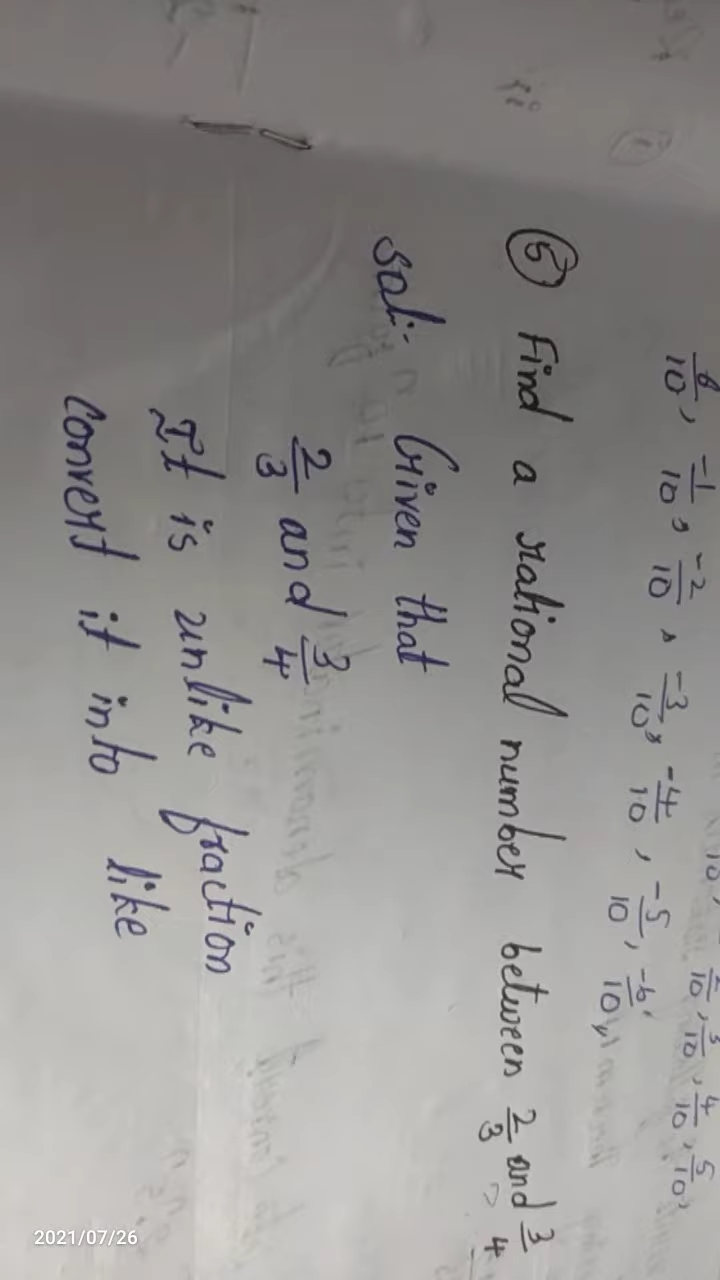 6/10, -1/10, -2/10, -3/10, -4/10, -5/10, -6/10,
2/10, 3/10, 4/10, 5/10,
5 Find a rational number between 2/3 and 3/4
Sol:- Given that
2/3 and 3/4
It is unlike fraction
convert it into like
2021/07/26